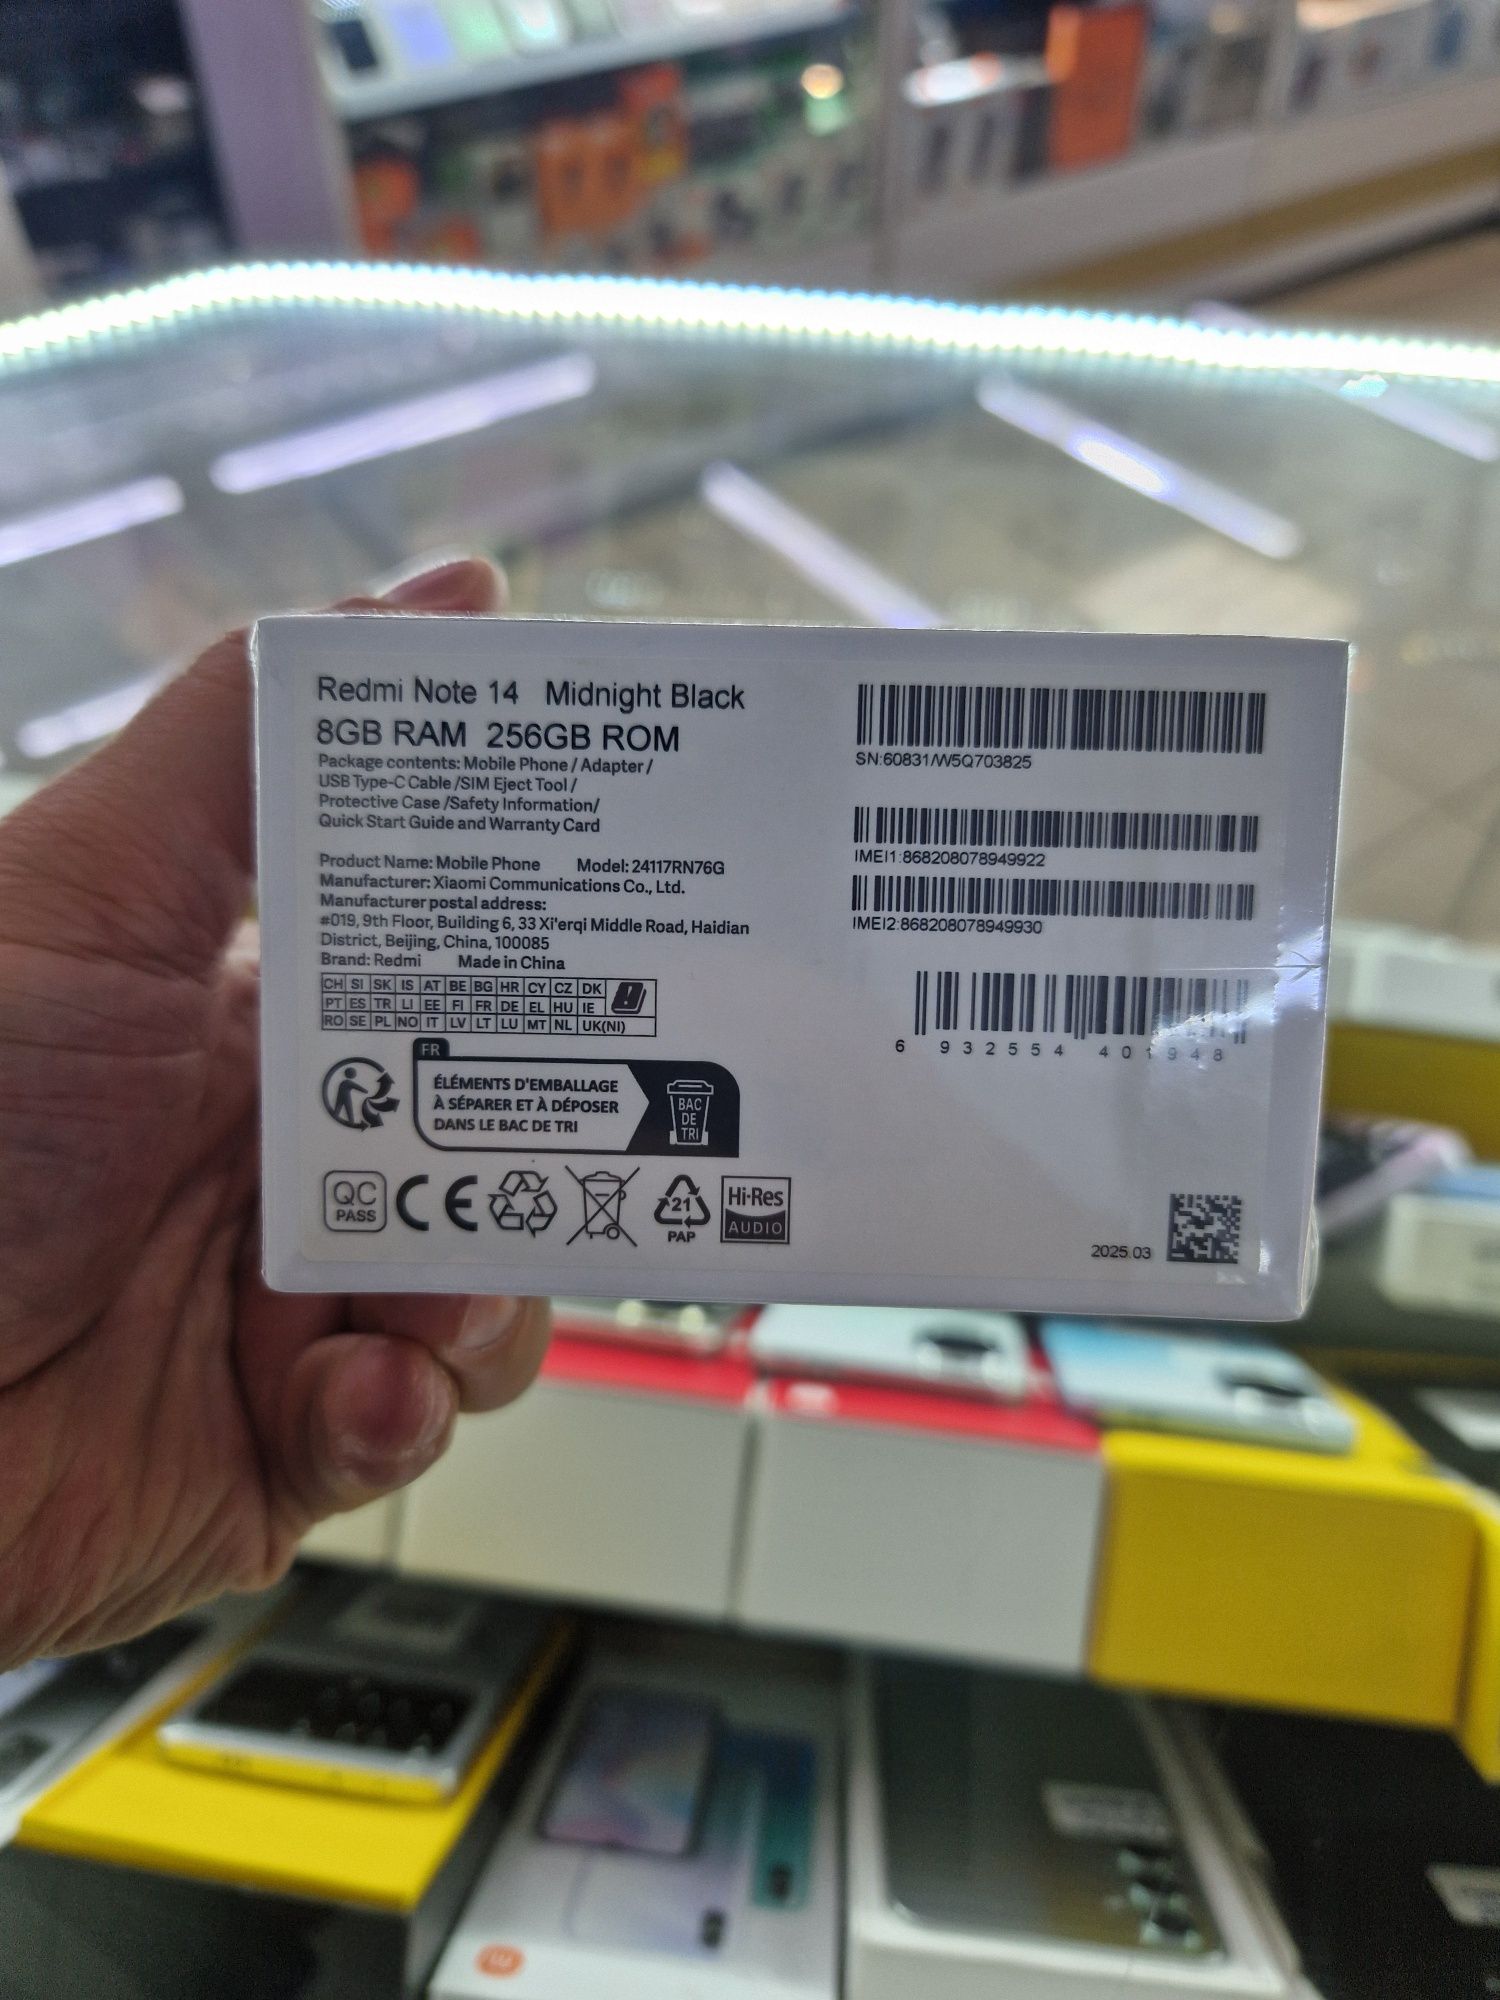 Redmi Note 14 Midnight Black
8GB RAM 256GB ROM
Package contents: Mobile Phone / Adapter /
USB Type-C Cable /SIM Eject Tool /
Protective Case /Safety Information/
Quick Start Guide and Warranty Card
Product Name: Mobile Phone Model: 24117RN76G
Manufacturer: Xiaomi Communications Co., Ltd.
Manufacturer postal address:
#019, 9th Floor, Building 6, 33 Xi'erqi Middle Road, Haidian
District, Beijing, China, 100085
Brand: Redmi Made in China
CH SI SK IS AT BE BG HR CY CZ DK
PT ES TR LI EE FI FR DE EL HU IE
RO SE PL NO IT LV LT LU MT NL UK(NI)
FR
ÉLÉMENTS D'EMBALLAGE
À SÉPARER ET À DÉPOSER
DANS LE BAC DE TRI
BAC
DE
TRI
QC
PASS
CE
21
PAP
Hi-Res
AUDIO
SN:60831/W5Q703825
IMEI1:868208078949922
IMEI2:868208078949930
6 932554 401948
2025.03